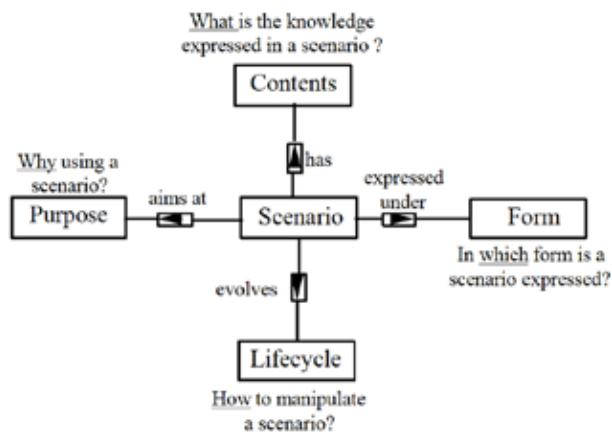 What is the knowledge
expressed in a scenario ?
Contents
has
Why using a
scenario?
Purpose
aims at
Scenario
expressed
under
Form
In which form is a
scenario expressed?
evolves
Lifecycle
How to manipulate
a scenario?